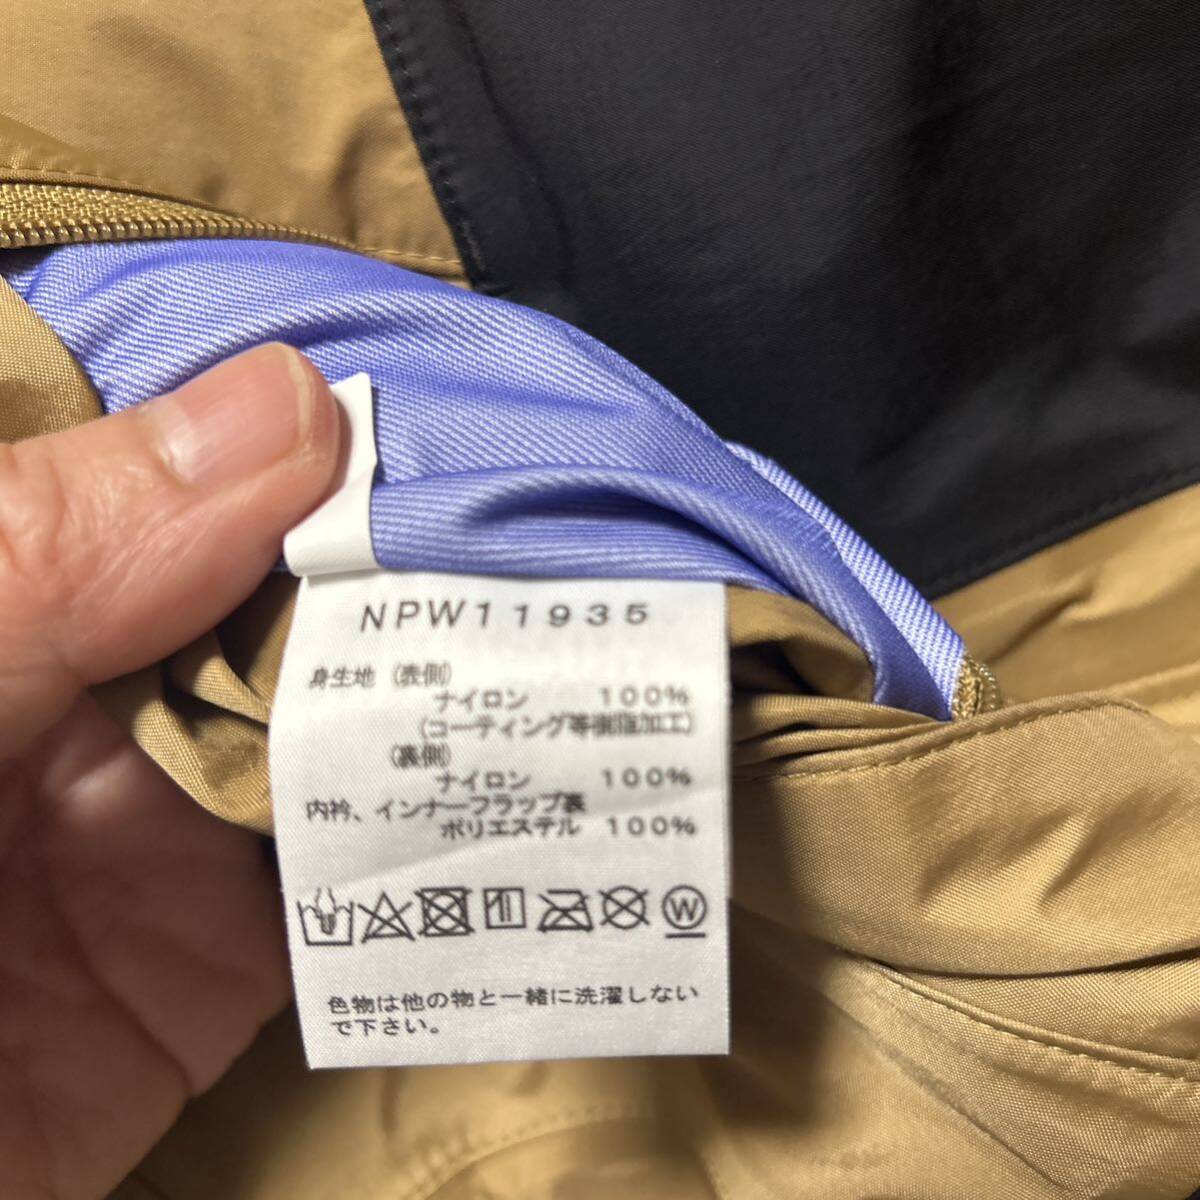 NPW11935
身生地 (表側)
ナイロン 100%
(コーティング等樹脂加工)
(裏側)
ナイロン 100%
内衿、インナーフラップ裏
ポリエステル 100%
W
色物は他の物と一緒に洗濯しない
で下さい。